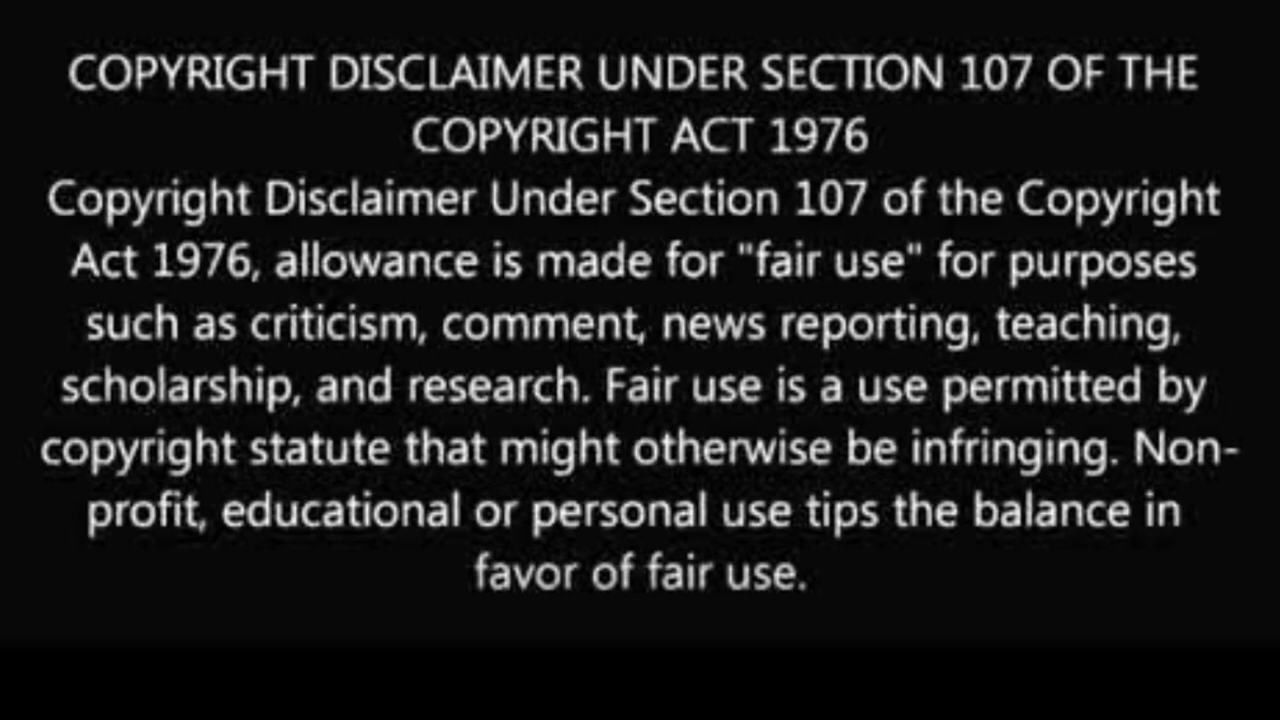 COPYRIGHT DISCLAIMER UNDER SECTION 107 OF THE
COPYRIGHT ACT 1976
Copyright Disclaimer Under Section 107 of the Copyright
Act 1976, allowance is made for "fair use" for purposes
such as criticism, comment, news reporting, teaching,
scholarship, and research. Fair use is a use permitted by
copyright statute that might otherwise be infringing. Non-
profit, educational or personal use tips the balance in
favor of fair use.